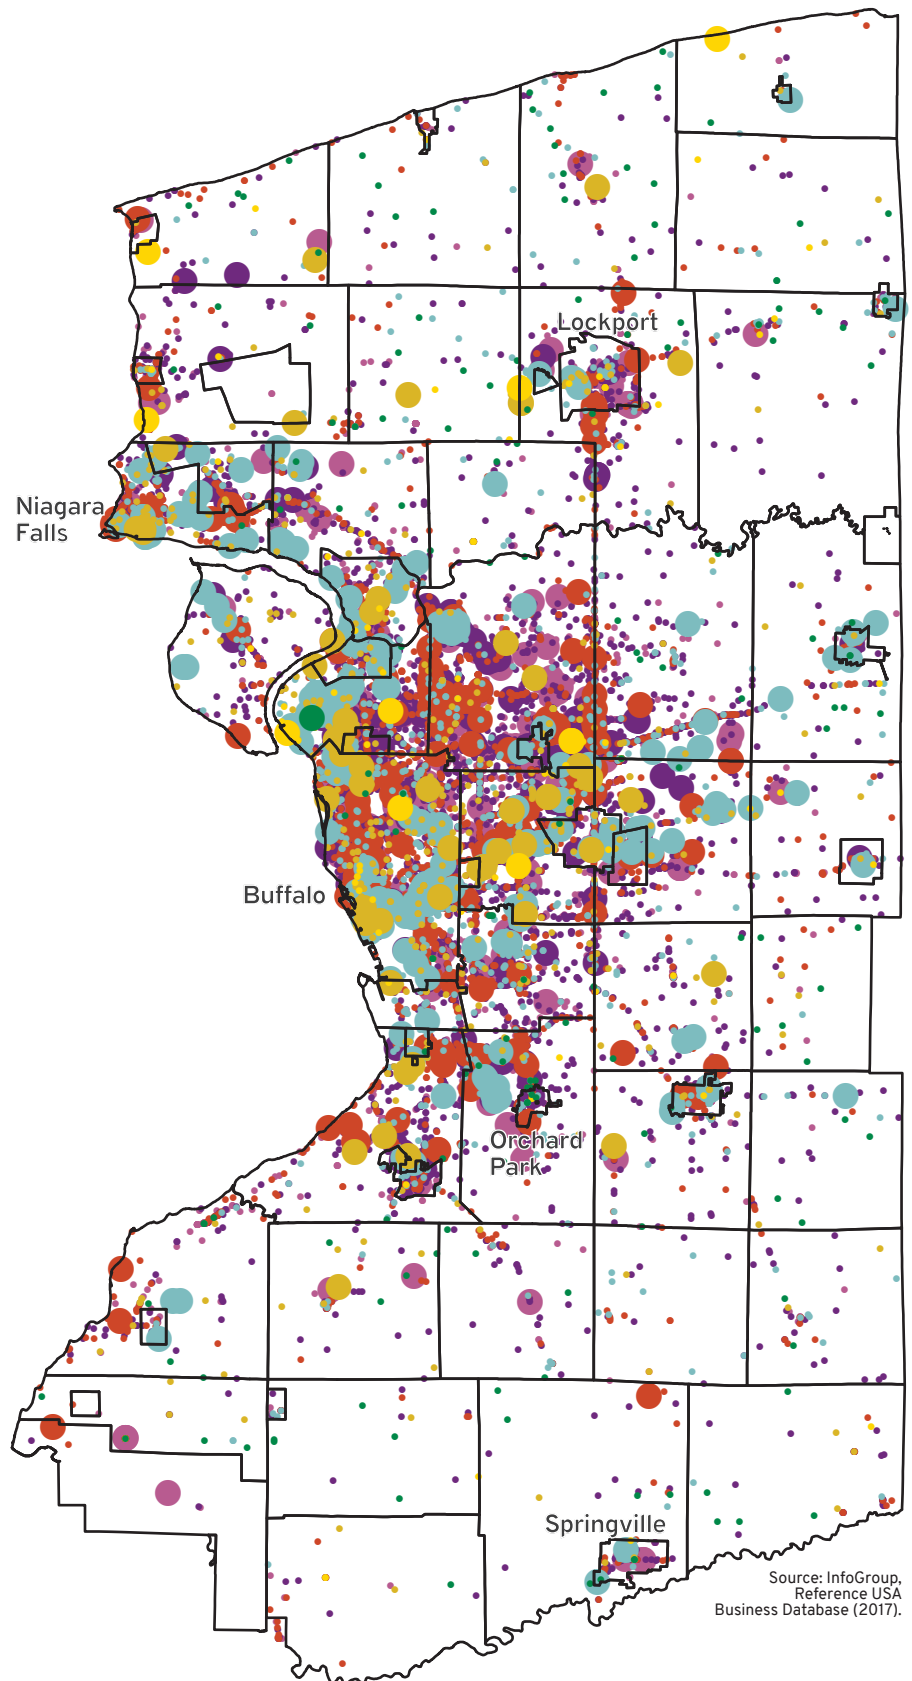 Lockport
Niagara
Falls
Buffalo
Orchard
Park
Springville
Source: InfoGroup,
Reference USA
Business Database (2017).